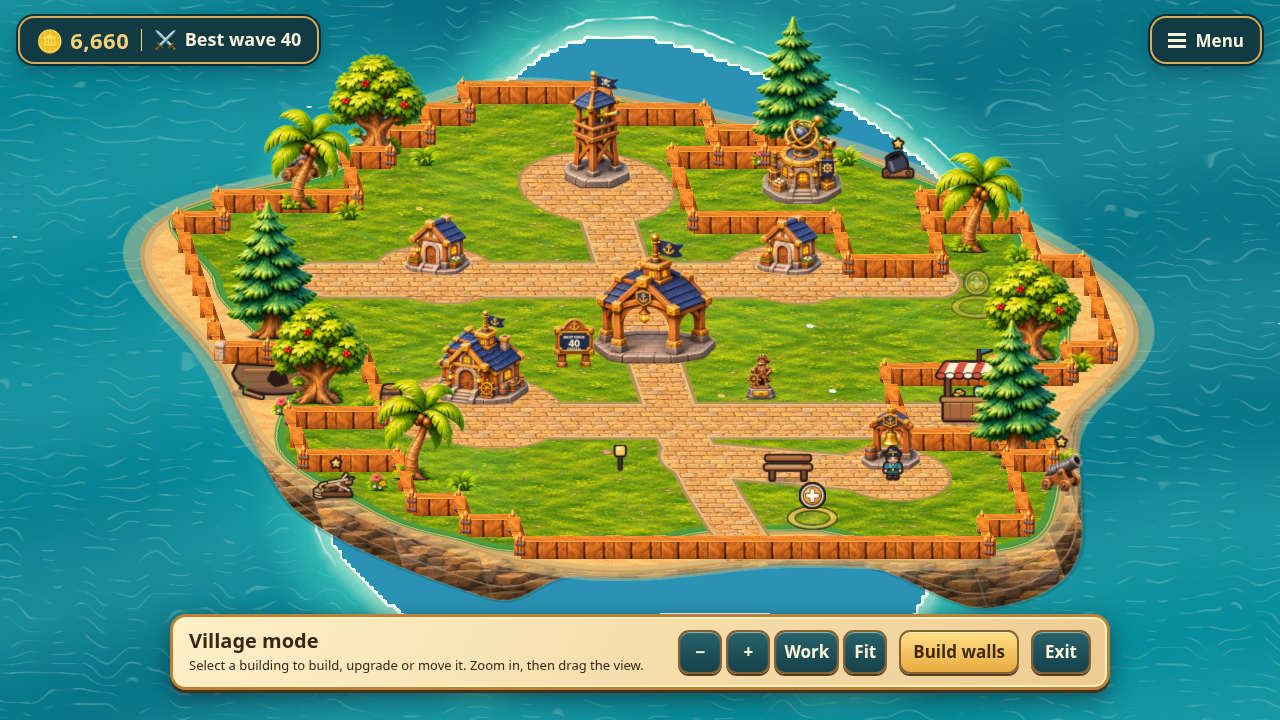 6,660
Best wave 40
Menu
40
Village mode
Select a building to build, upgrade or move it. Zoom in, then drag the view.
−
+
Work
Fit
Build walls
Exit